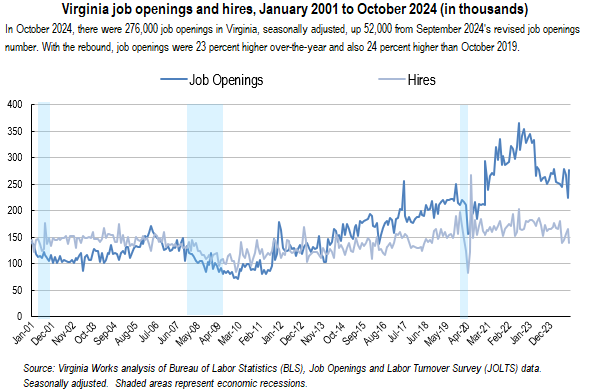 Virginia job openings and hires, January 2001 to October 2024 (in thousands)
In October 2024, there were 276,000 job openings in Virginia, seasonally adjusted, up 52,000 from September 2024's revised job openings
number. With the rebound, job openings were 23 percent higher over-the-year and also 24 percent higher than October 2019.
Job Openings Hires
400
350
300
250
200
150
100
50
0
Jan-01 Dec-01 Nov-02 Oct-03 Sep-04 Aug-05 Jul-06 Jun-07 May-08 Apr-09 Mar-10 Feb-11 Jan-12 Dec-12 Nov-13 Oct-14 Sep-15 Aug-16 Jul-17 Jun-18 May-19 Apr-20 Mar-21 Feb-22 Jan-23 Dec-23
Source: Virginia Works analysis of Bureau of Labor Statistics (BLS), Job Openings and Labor Turnover Survey (JOLTS) data.
Seasonally adjusted. Shaded areas represent economic recessions.